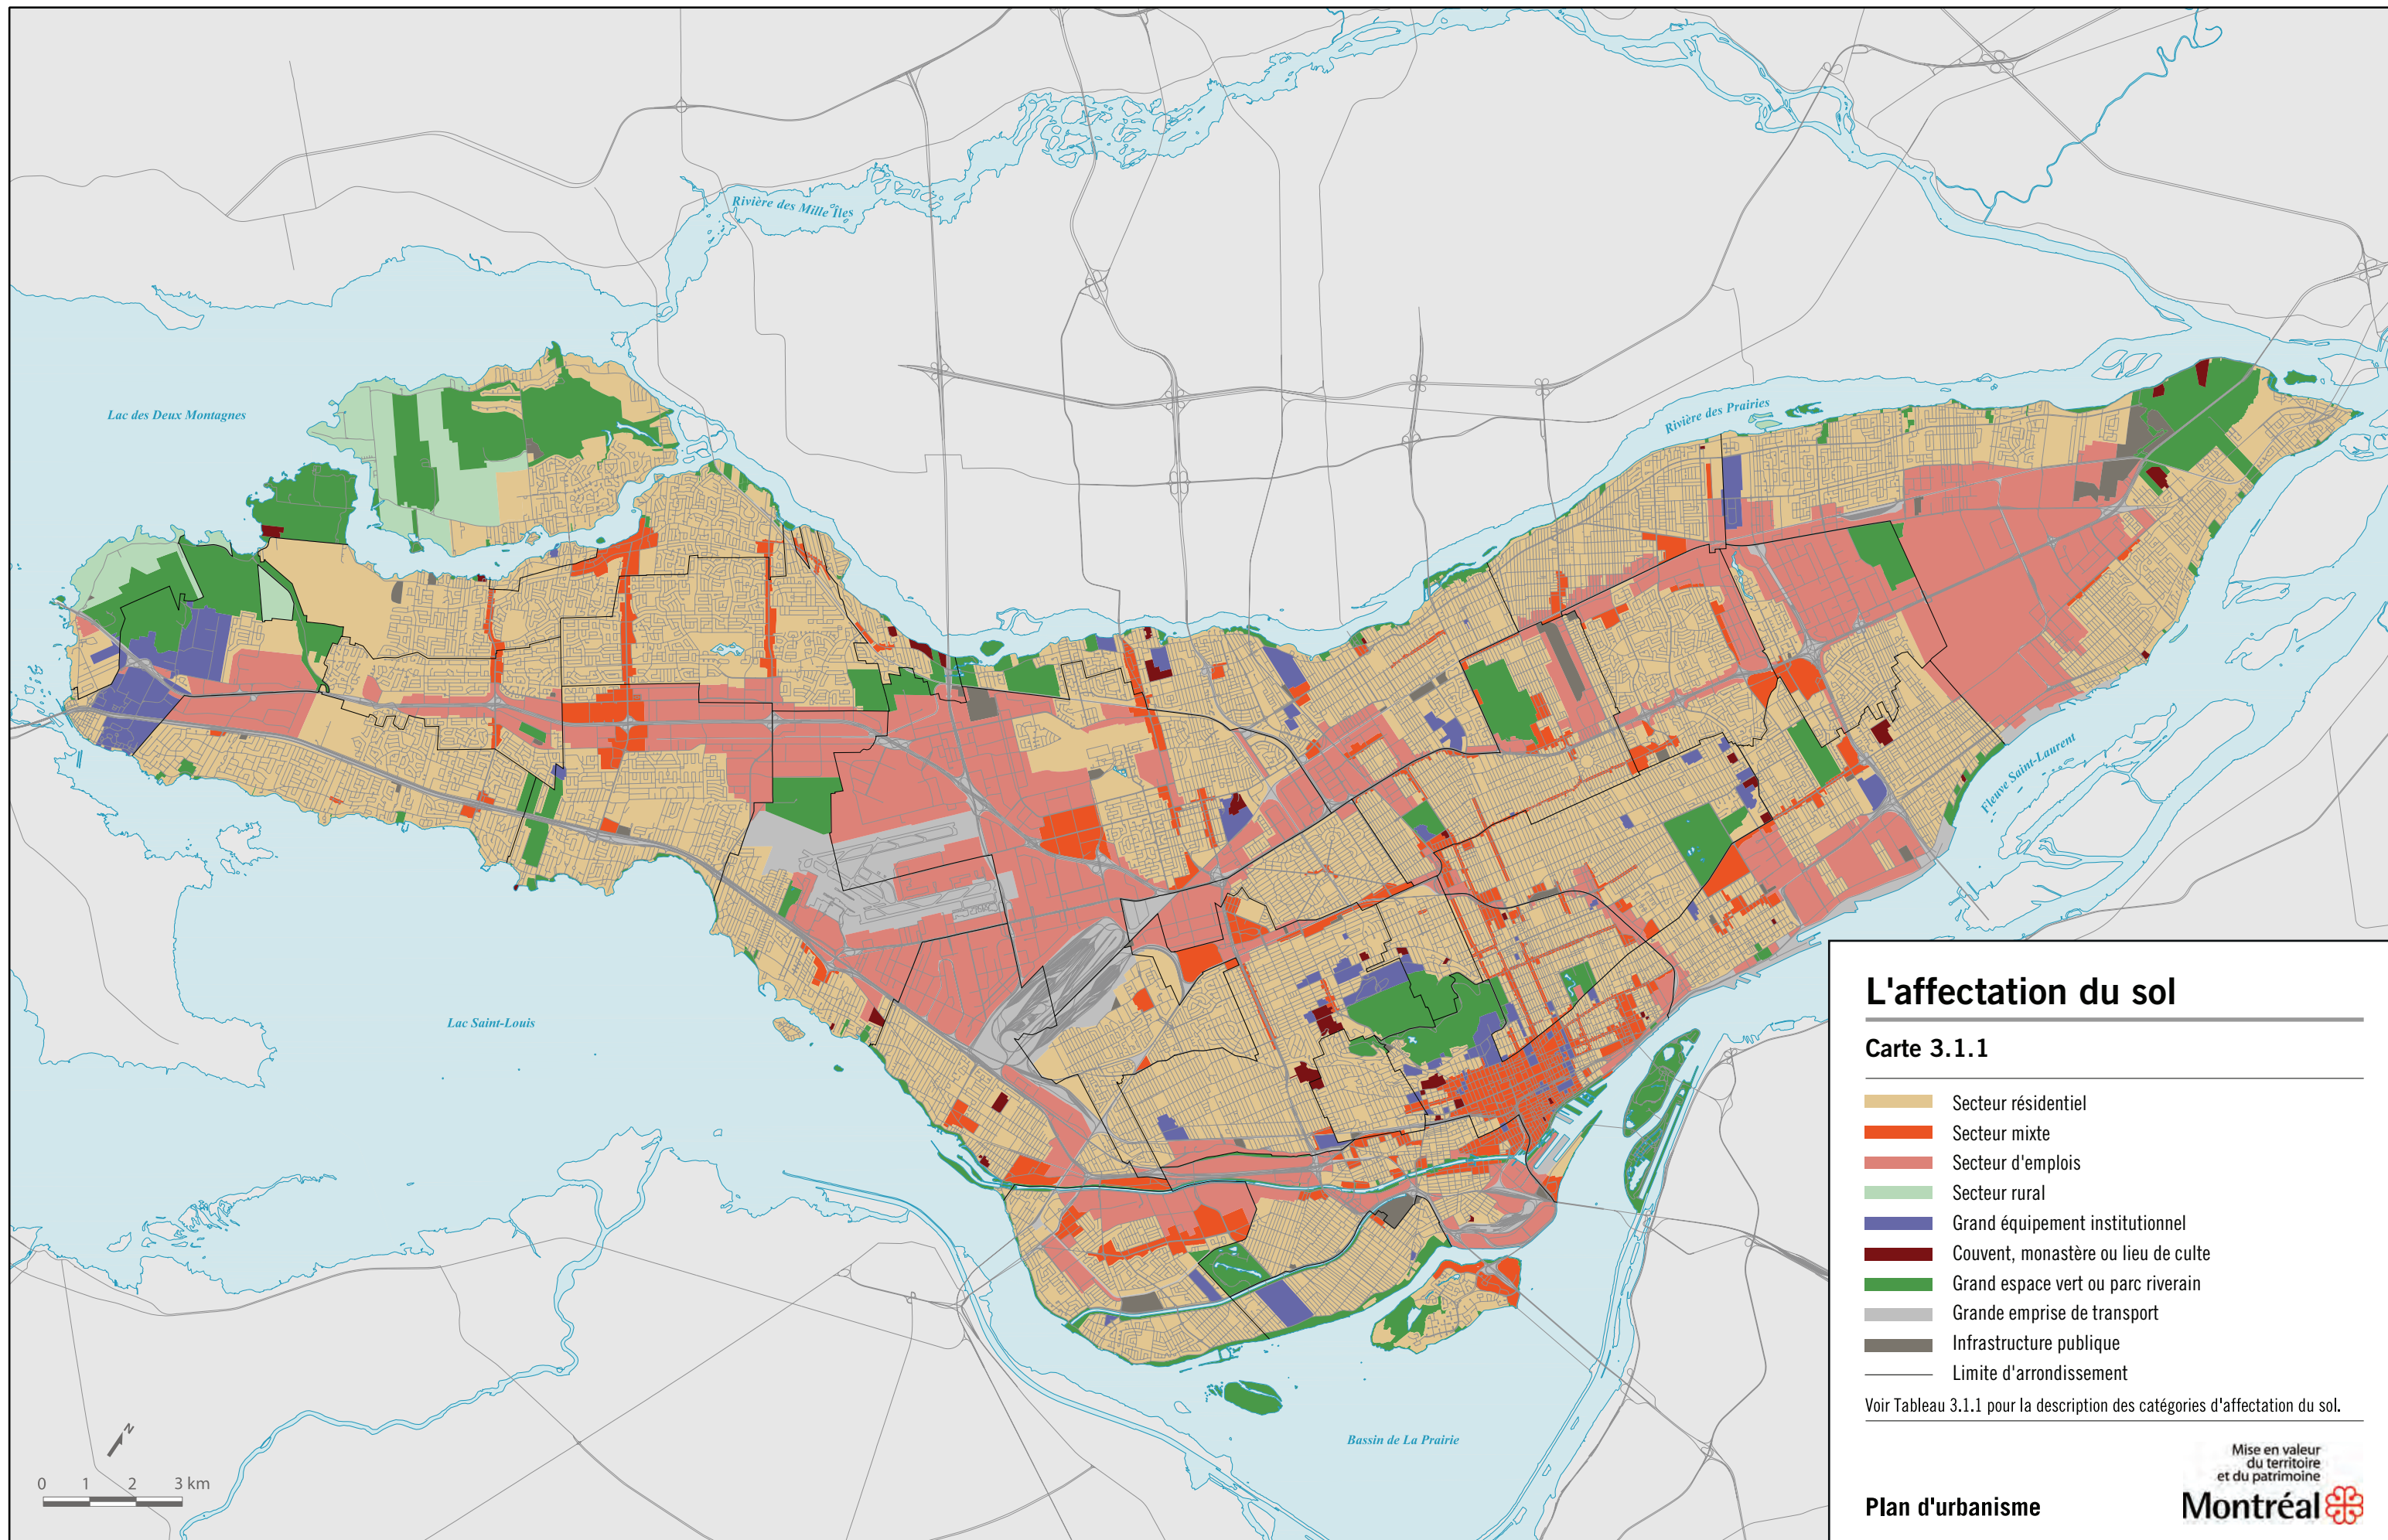 Rivière des Mille Îles
Lac des Deux Montagnes
Rivière des Prairies
Fleuve Saint-Laurent
Lac Saint-Louis
Bassin de La Prairie
N
0 1 2 3 km
L'affectation du sol
Carte 3.1.1
Secteur résidentiel
Secteur mixte
Secteur d'emplois
Secteur rural
Grand équipement institutionnel
Couvent, monastère ou lieu de culte
Grand espace vert ou parc riverain
Grande emprise de transport
Infrastructure publique
Limite d'arrondissement
Voir Tableau 3.1.1 pour la description des catégories d'affectation du sol.
Mise en valeur
du territoire
et du patrimoine
Plan d'urbanisme
Montréal